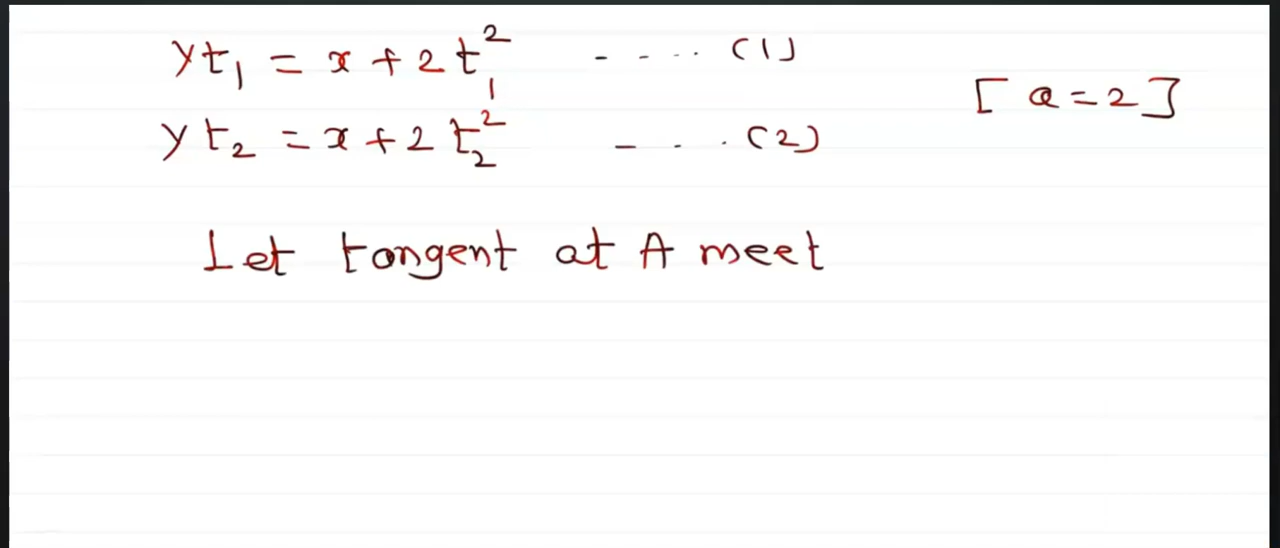 yt₁ = x + 2t₁² - - - - (1)
[a = 2]
yt₂ = x + 2t₂² - . . . (2)
Let tangent at A meet